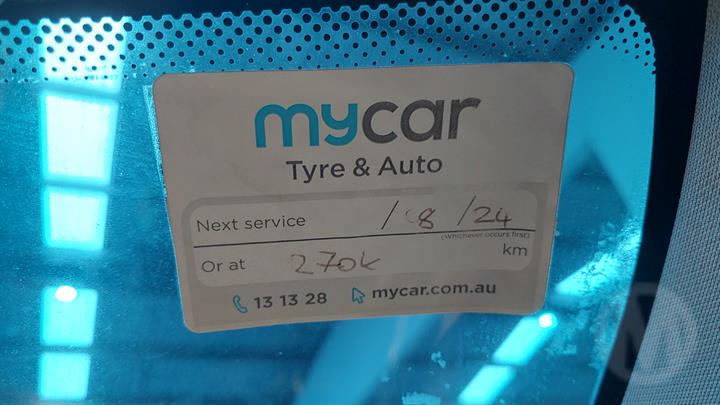 mycar
Tyre & Auto
Next service / 8 / 24
(Whichever occurs first)
Or at 270k km
13 13 28 mycar.com.au